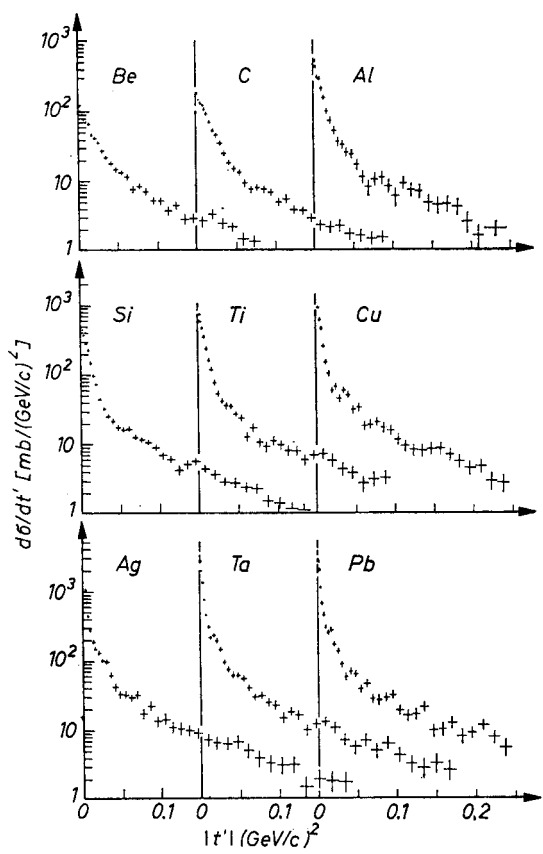 Be C Al
10³
10²
10
1
Si Ti Cu
10³
10²
10
1
dσ/dt' [mb/(GeV/c)²]
Ag Ta Pb
10³
10²
10
1
0 0,1 0 0,1 0 0,1 0,2
|t'| (GeV/c)²